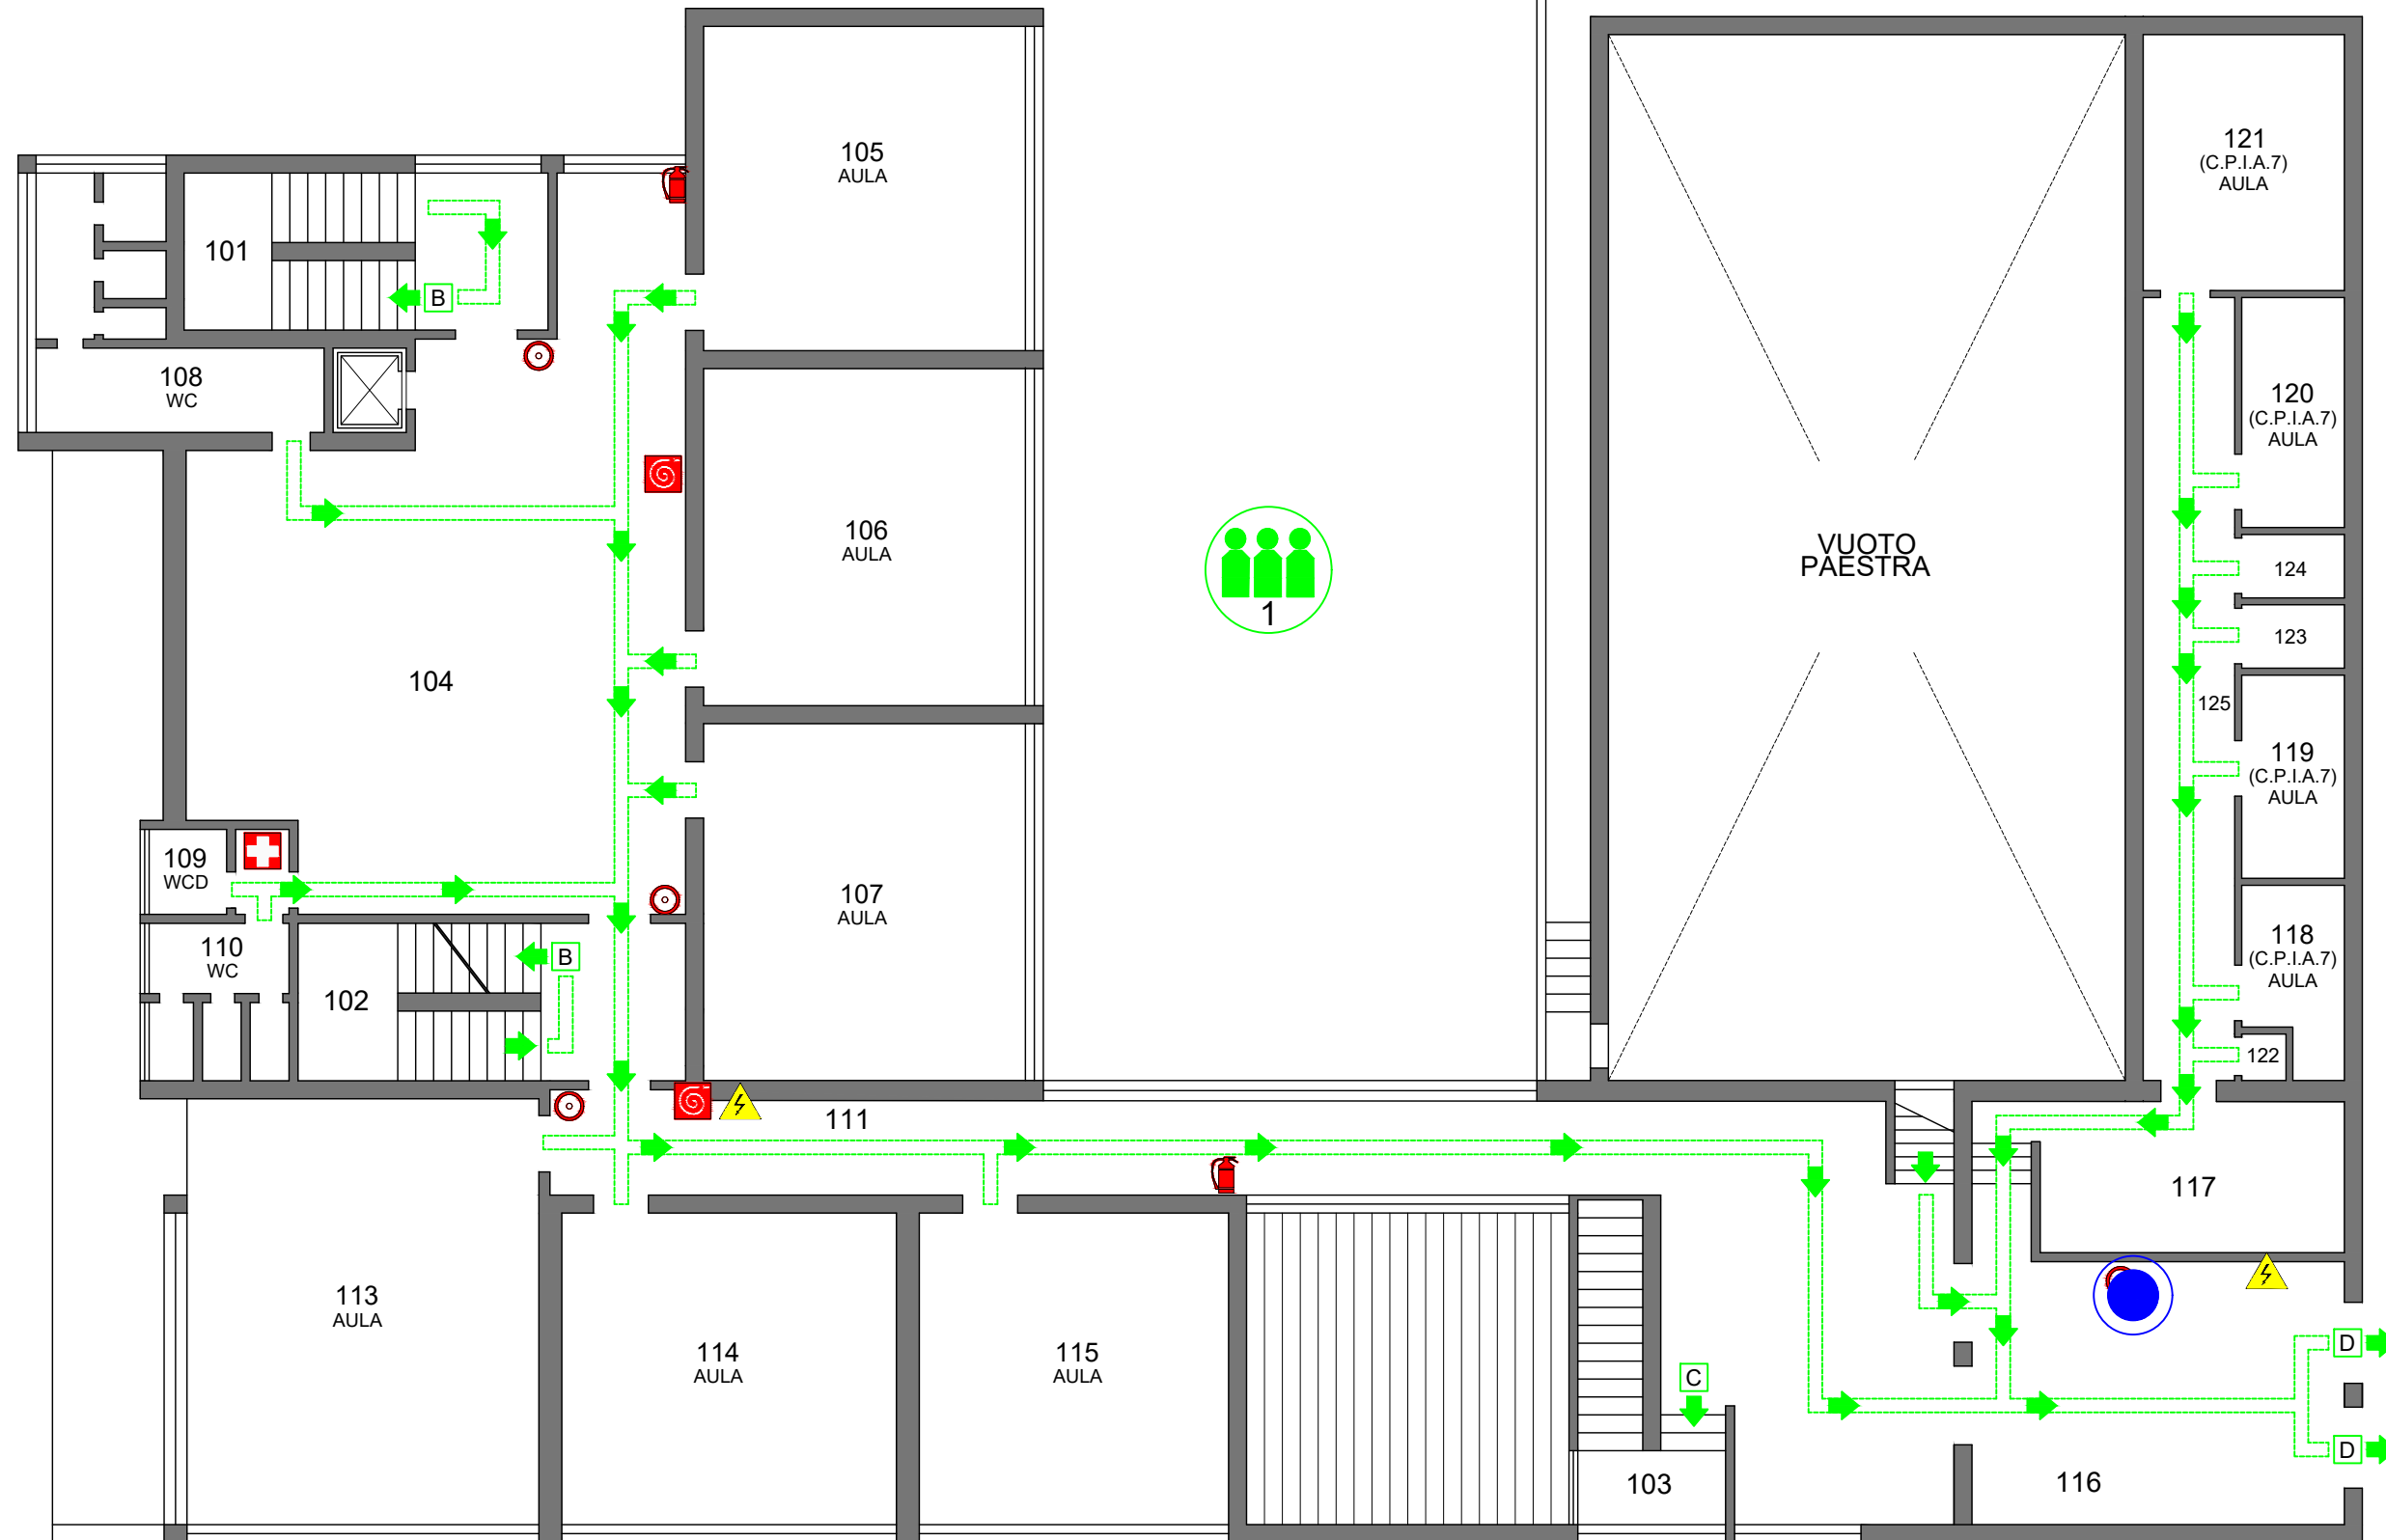 105
AULA
121
(C.P.I.A.7)
AULA
101
B
108
WC
120
(C.P.I.A.7)
AULA
106
AULA
VUOTO
PAESTRA
124
1
123
104
125
119
(C.P.I.A.7)
AULA
109
WCD
107
AULA
110
WC
B
118
(C.P.I.A.7)
AULA
102
122
111
117
113
AULA
114
AULA
115
AULA
C
D
D
103
116